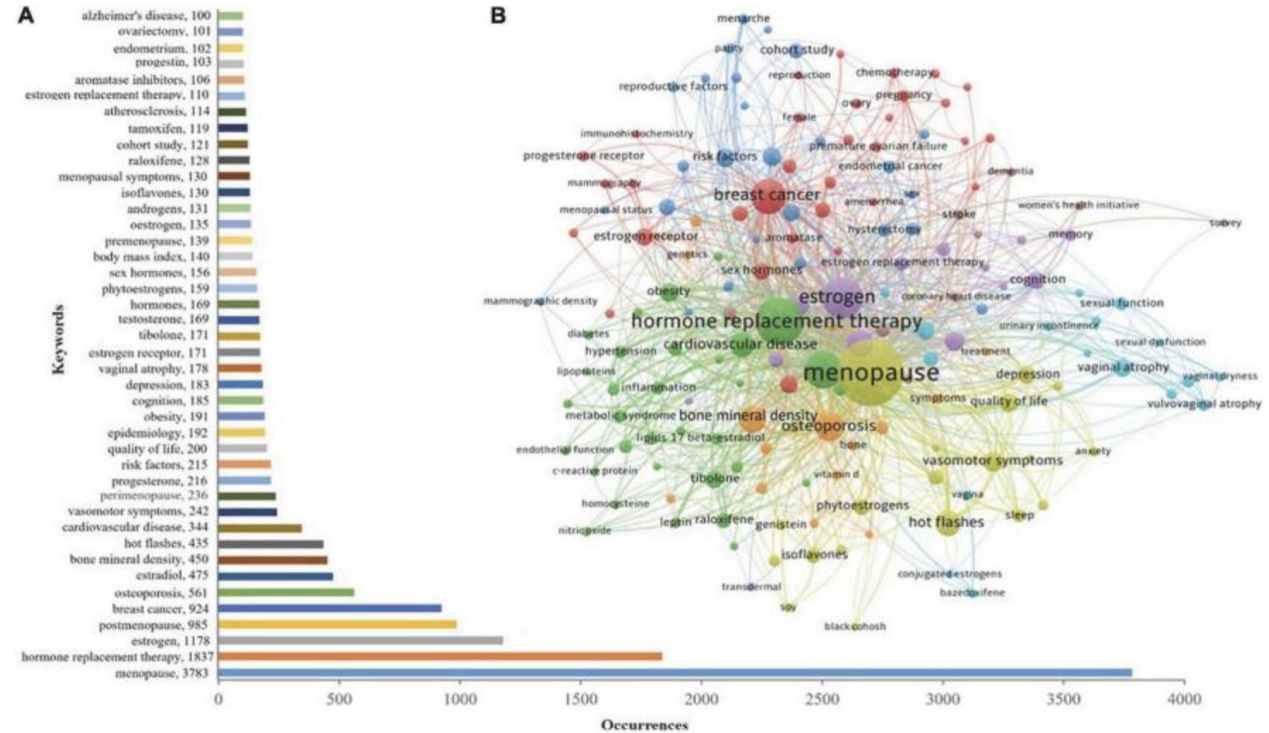 A
alzheimer's disease, 100
ovariectomy, 101
endometrium, 102
progestin, 103
aromatase inhibitors, 106
estrogen replacement therapy, 110
atherosclerosis, 114
tamoxifen, 119
cohort study, 121
raloxifene, 128
menopausal symptoms, 130
isoflavones, 130
androgens, 131
oestrogen, 135
premenopause, 139
body mass index, 140
sex hormones, 156
phytoestrogens, 159
hormones, 169
testosterone, 169
tibolone, 171
estrogen receptor, 171
vaginal atrophy, 178
depression, 183
cognition, 185
obesity, 191
epidemiology, 192
quality of life, 200
risk factors, 215
progesterone, 216
perimenopause, 236
vasomotor symptoms, 242
cardiovascular disease, 344
hot flashes, 435
bone mineral density, 450
estradiol, 475
osteoporosis, 561
breast cancer, 924
postmenopause, 985
estrogen, 1178
hormone replacement therapy, 1837
menopause, 3783
Keywords
0 500 1000 1500 2000 2500 3000 3500 4000
Occurrences
B
menarche
parity
cohort study
reproductive factors
reproduction
chemotherapy
ovary
pregnancy
female
immunohistochemistry
progesterone receptor
risk factors
premature ovarian failure
endometrial cancer
dementia
mammography
breast cancer
menopausal status
amenorrhea
stroke
women's health initiative
survey
estrogen receptor
aromatase
hysterectomy
memory
genetics
sex hormones
estrogen replacement therapy
cognition
obesity
mammographic density
estrogen
coronary heart disease
sexual function
hormone replacement therapy
urinary incontinence
diabetes
cardiovascular disease
sexual dysfunction
hypertension
treatment
lipoproteins
menopause
depression
vaginal atrophy
vaginal dryness
inflammation
symptoms
quality of life
vulvovaginal atrophy
metabolic syndrome
bone mineral density
osteoporosis
lipids
17 beta-estradiol
bone
endothelial function
anxiety
c-reactive protein
vasomotor symptoms
tibolone
vitamin d
homocysteine
phytoestrogens
vagina
nitric oxide
leptin
raloxifene
genistein
hot flashes
sleep
isoflavones
conjugated estrogens
transdermal
bazedoxifene
soy
black cohosh